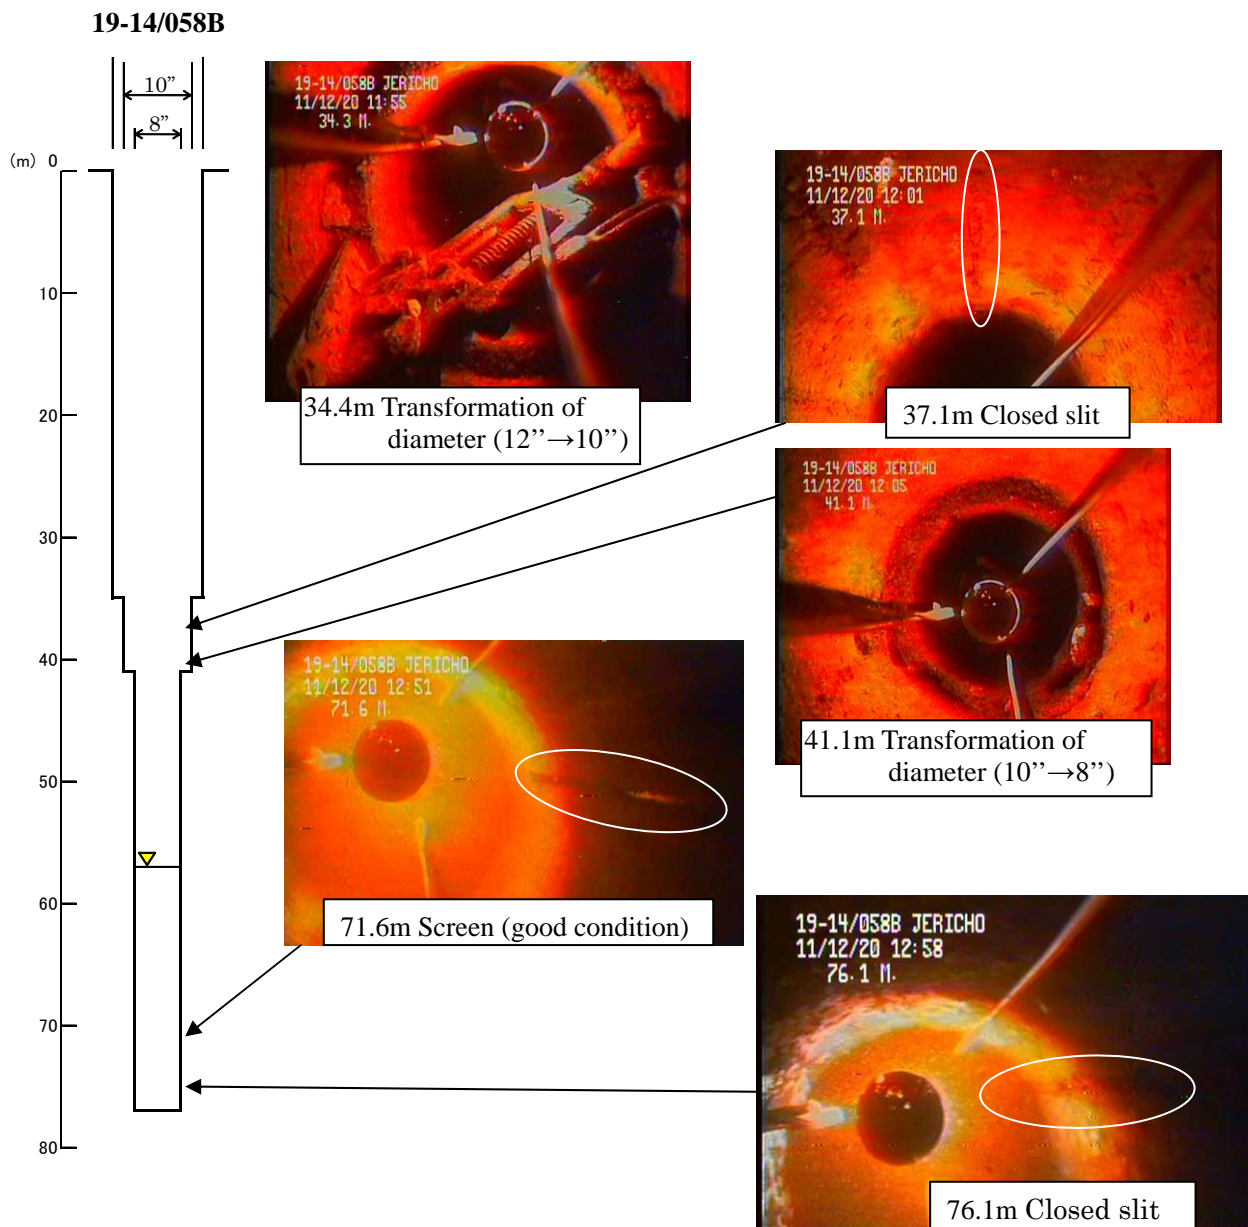 19-14/058B
10”
8”
(m) 0
10
20
30
40
50
60
70
80
19-14/058B JERICHO
11/12/20 11:55
34.3 M.
34.4m Transformation of
diameter (12’’→10’’)
19-14/058B JERICHO
11/12/20 12:01
37.1 M.
37.1m Closed slit
19-14/058B JERICHO
11/12/20 12:05
41.1 M.
41.1m Transformation of
diameter (10’’→8’’)
19-14/058B JERICHO
11/12/20 12:51
71.6 M.
71.6m Screen (good condition)
19-14/058B JERICHO
11/12/20 12:58
76.1 M.
76.1m Closed slit